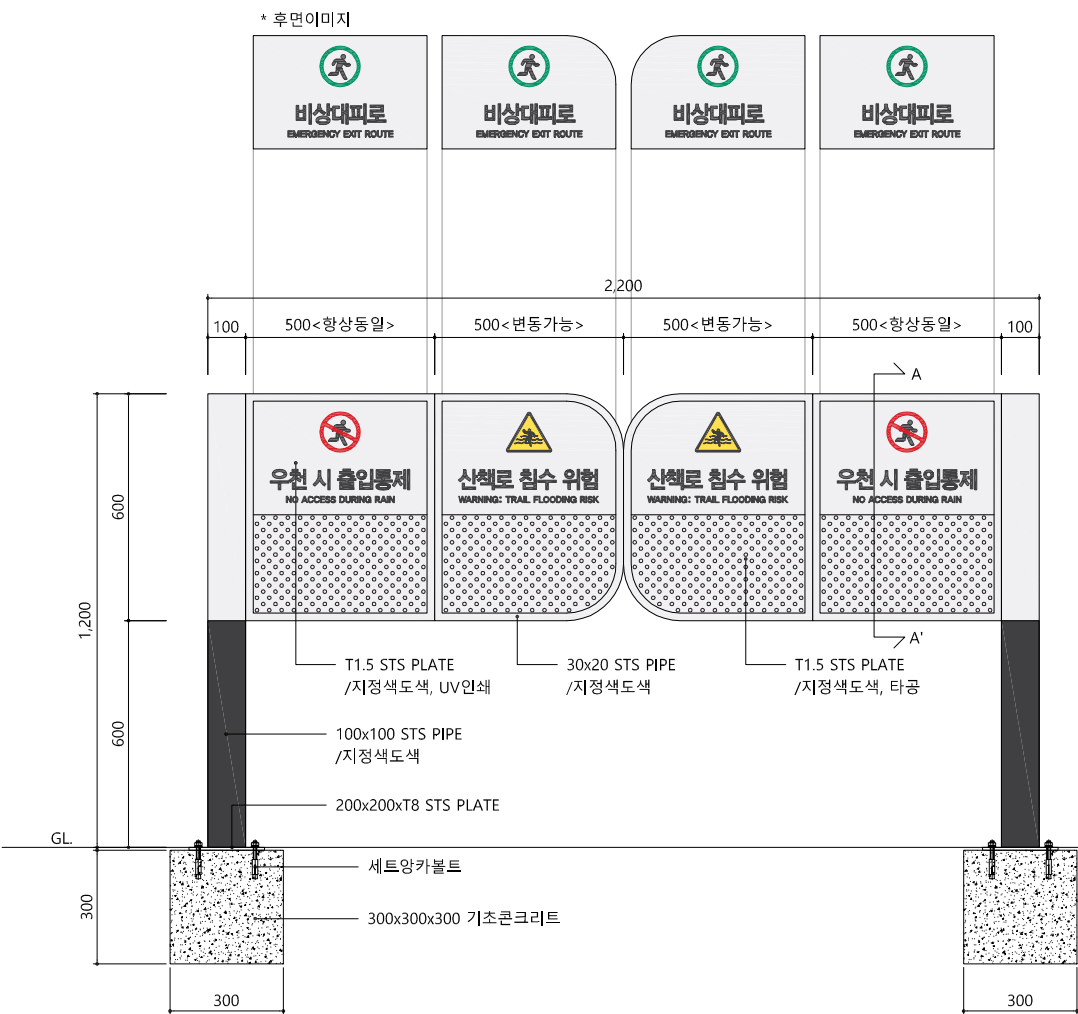 * 후면이미지
비상대피로
EMERGENCY EXIT ROUTE
비상대피로
EMERGENCY EXIT ROUTE
비상대피로
EMERGENCY EXIT ROUTE
비상대피로
EMERGENCY EXIT ROUTE
2,200
100
500<항상동일>
500<변동가능>
500<변동가능>
500<항상동일>
100
A
우천 시 출입통제
NO ACCESS DURING RAIN
산책로 침수 위험
WARNING: TRAIL FLOODING RISK
산책로 침수 위험
WARNING: TRAIL FLOODING RISK
우천 시 출입통제
NO ACCESS DURING RAIN
600
1,200
A'
T1.5 STS PLATE
/지정색도색, UV인쇄
30x20 STS PIPE
/지정색도색
T1.5 STS PLATE
/지정색도색, 타공
600
100x100 STS PIPE
/지정색도색
200x200xT8 STS PLATE
GL.
세트앙카볼트
300
300x300x300 기초콘크리트
300
300